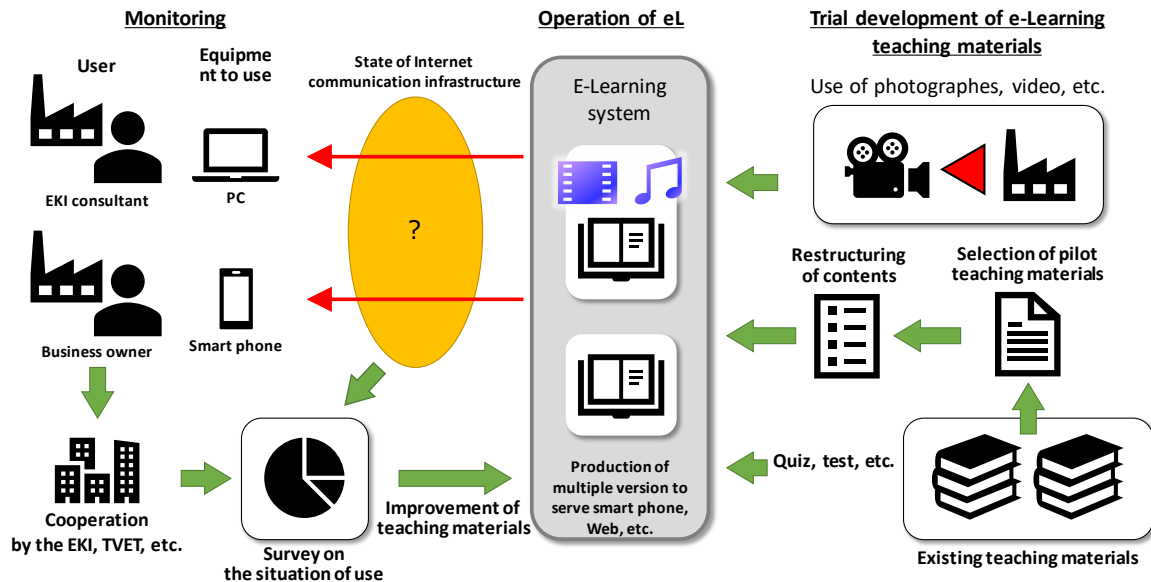 Monitoring
Operation of eL
Trial development of e-Learning
teaching materials
User
Equipme
nt to use
State of Internet
communication infrastructure
E-Learning
system
Use of photographes, video, etc.
EKI consultant
PC
?
Restructuring
of contents
Selection of pilot
teaching materials
Business owner
Smart phone
Quiz, test, etc.
Production of
multiple version to
serve smart phone,
Web, etc.
Improvement of
teaching materials
Cooperation
by the EKI, TVET, etc.
Survey on
the situation of use
Existing teaching materials